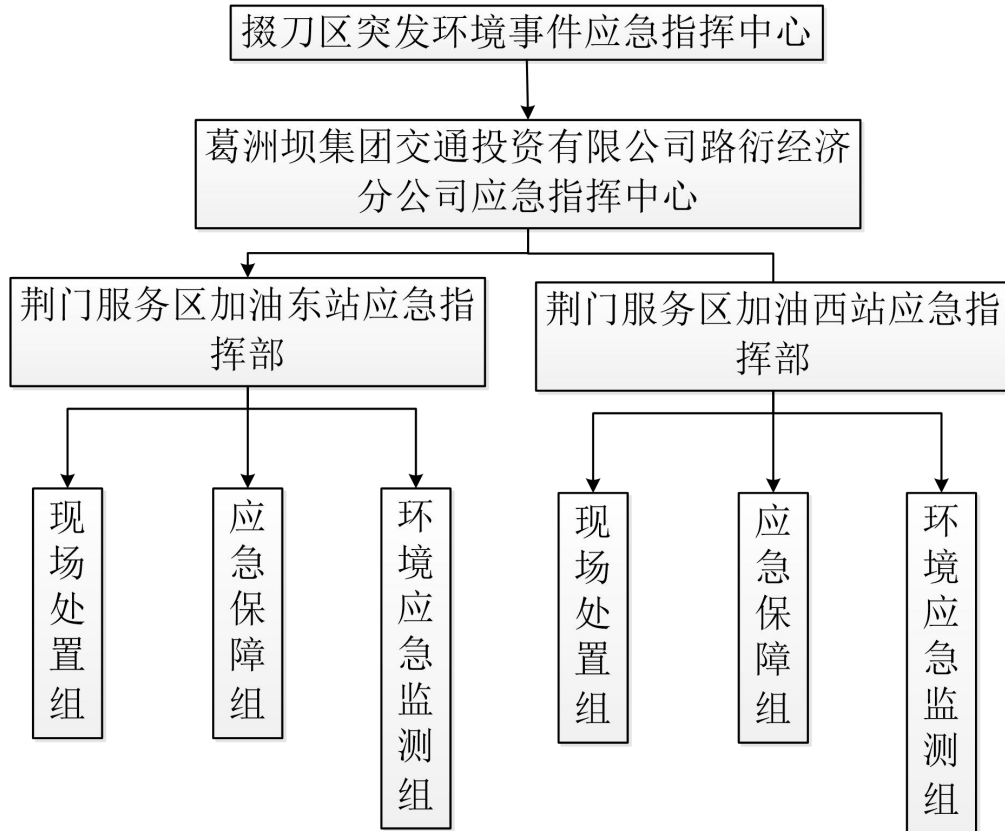 掇刀区突发环境事件应急指挥中心
葛洲坝集团交通投资有限公司路衍经济
分公司应急指挥中心
荆门服务区加油东站应急指
挥部
荆门服务区加油西站应急指
挥部
现场处置组
应急保障组
环境应急监测组
现场处置组
应急保障组
环境应急监测组